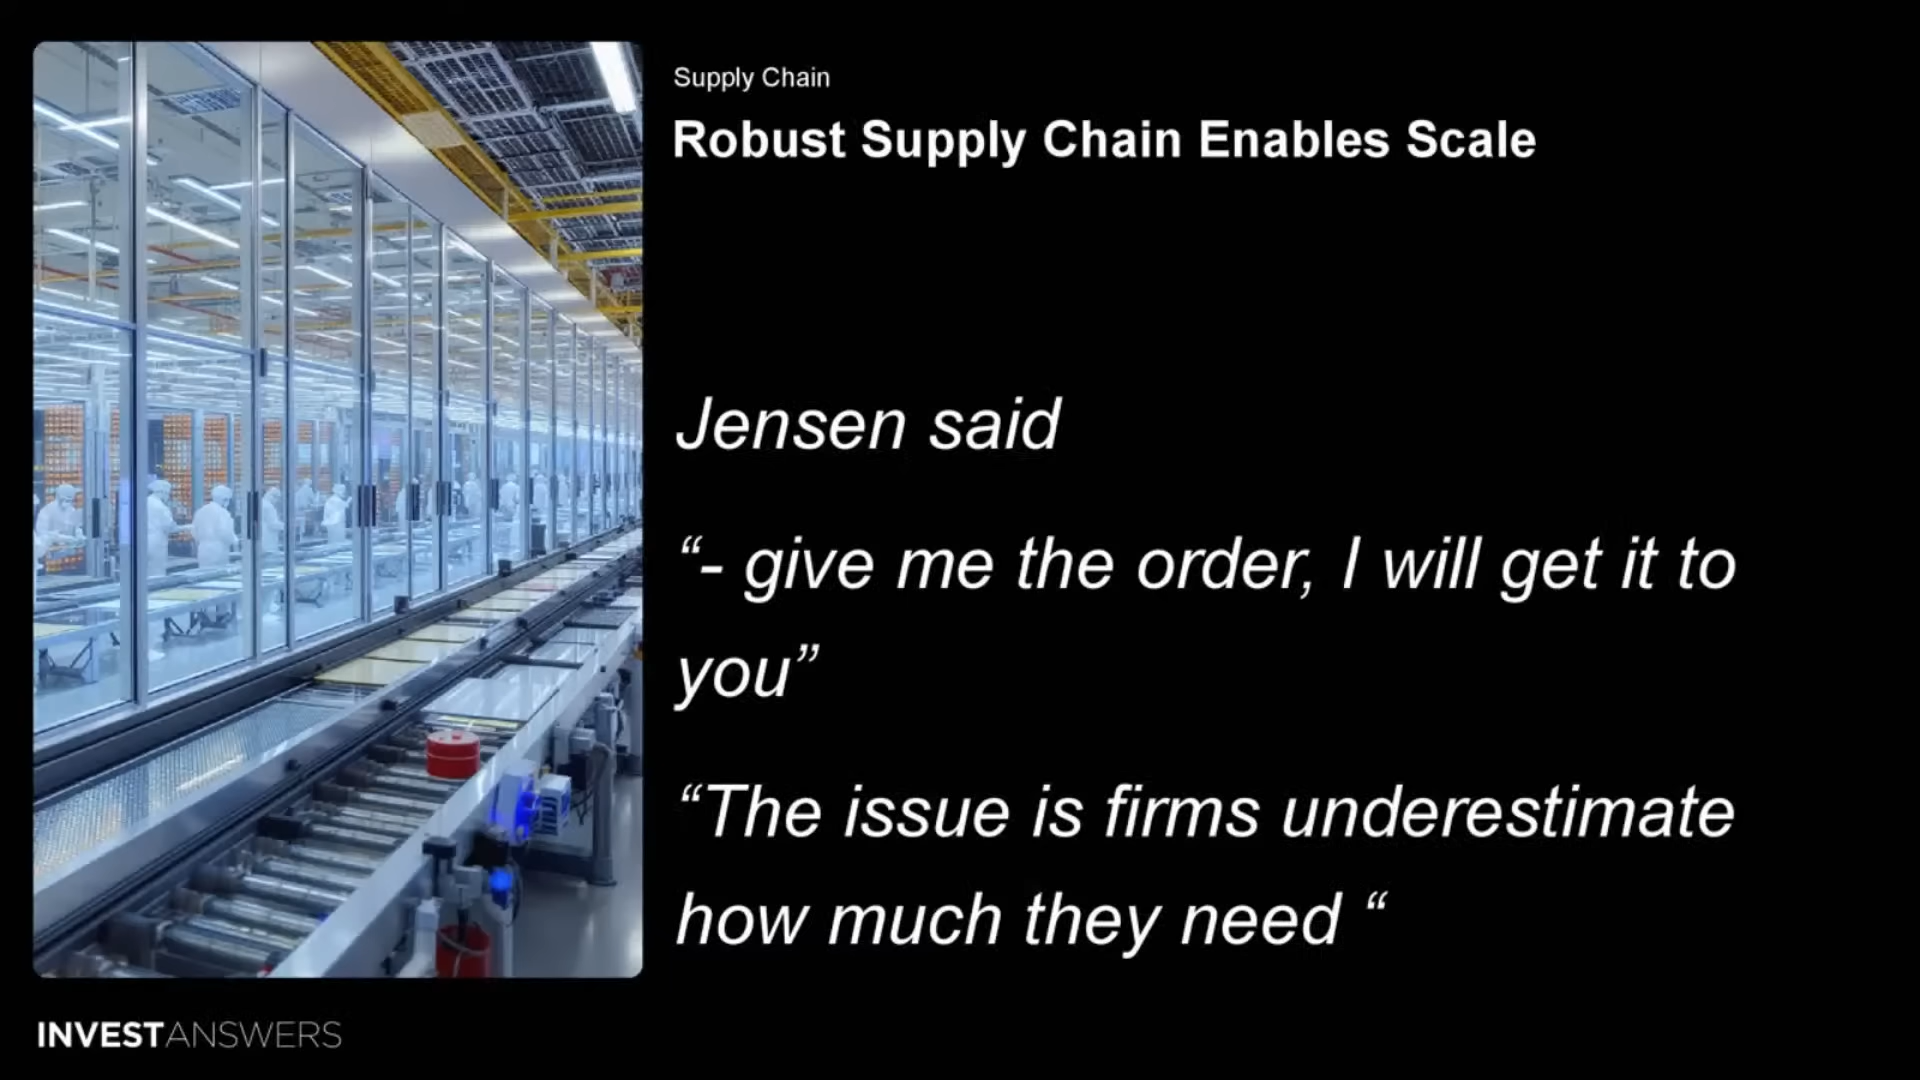 Supply Chain
Robust Supply Chain Enables Scale
Jensen said
“- give me the order, I will get it to
you”
“The issue is firms underestimate
how much they need “
INVESTANSWERS